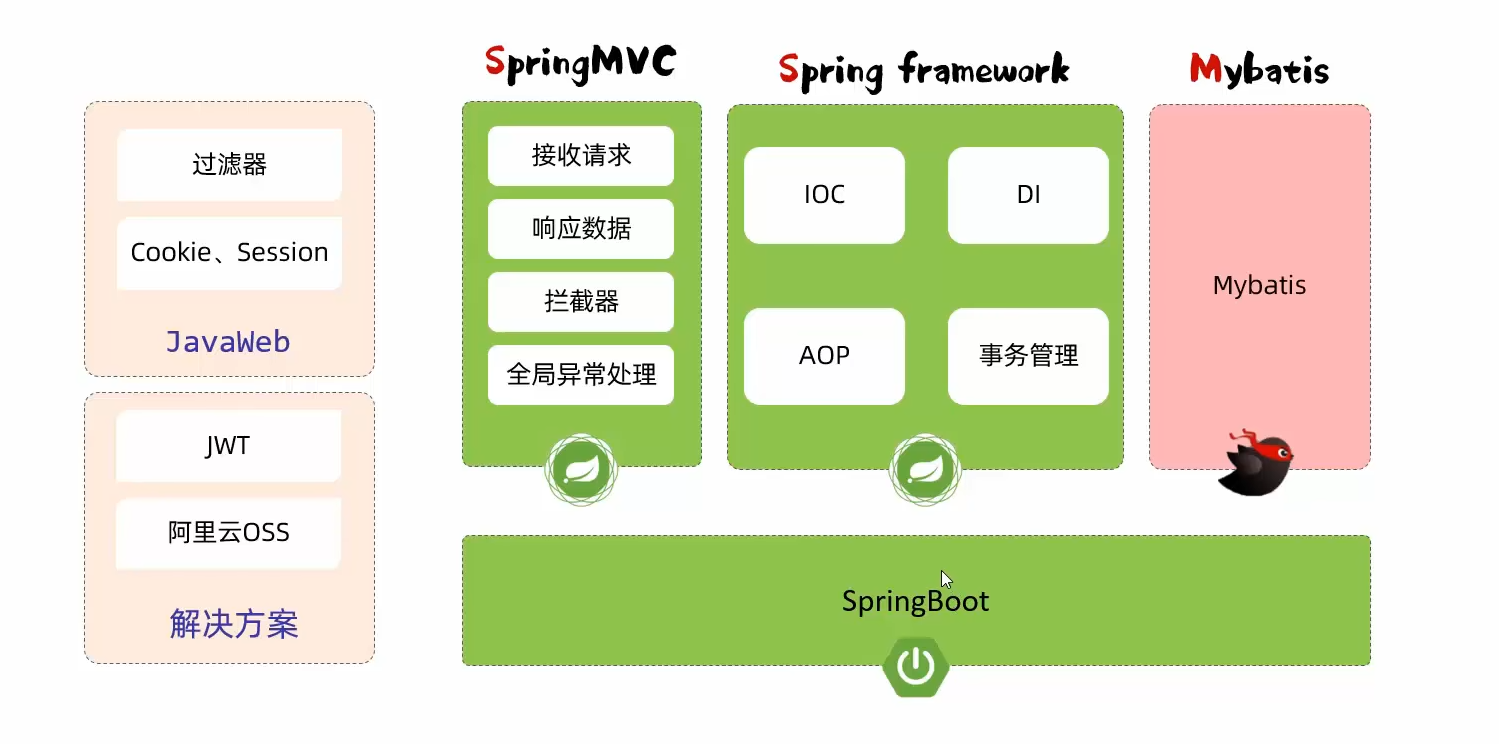 过滤器
Cookie、Session
JavaWeb
JWT
阿里云OSS
解决方案
SpringMVC
接收请求
响应数据
拦截器
全局异常处理
Spring framework
IOC
DI
AOP
事务管理
Mybatis
Mybatis
SpringBoot